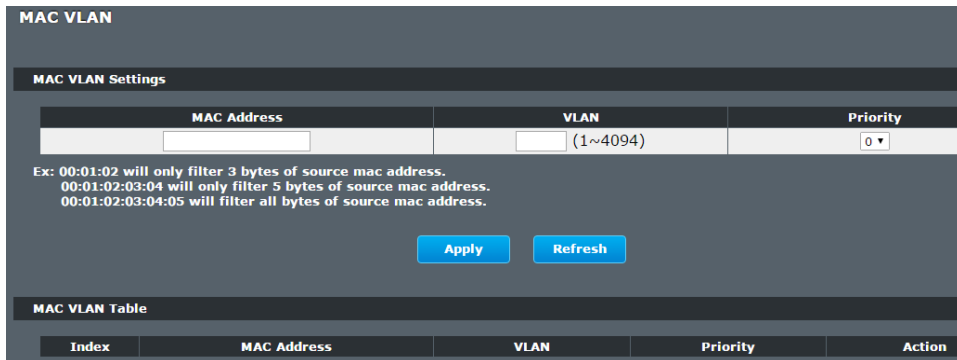 MAC VLAN
MAC VLAN Settings
MAC Address VLAN Priority
(1~4094) 0
Ex: 00:01:02 will only filter 3 bytes of source mac address.
00:01:02:03:04 will only filter 5 bytes of source mac address.
00:01:02:03:04:05 will filter all bytes of source mac address.
Apply Refresh
MAC VLAN Table
Index MAC Address VLAN Priority Action